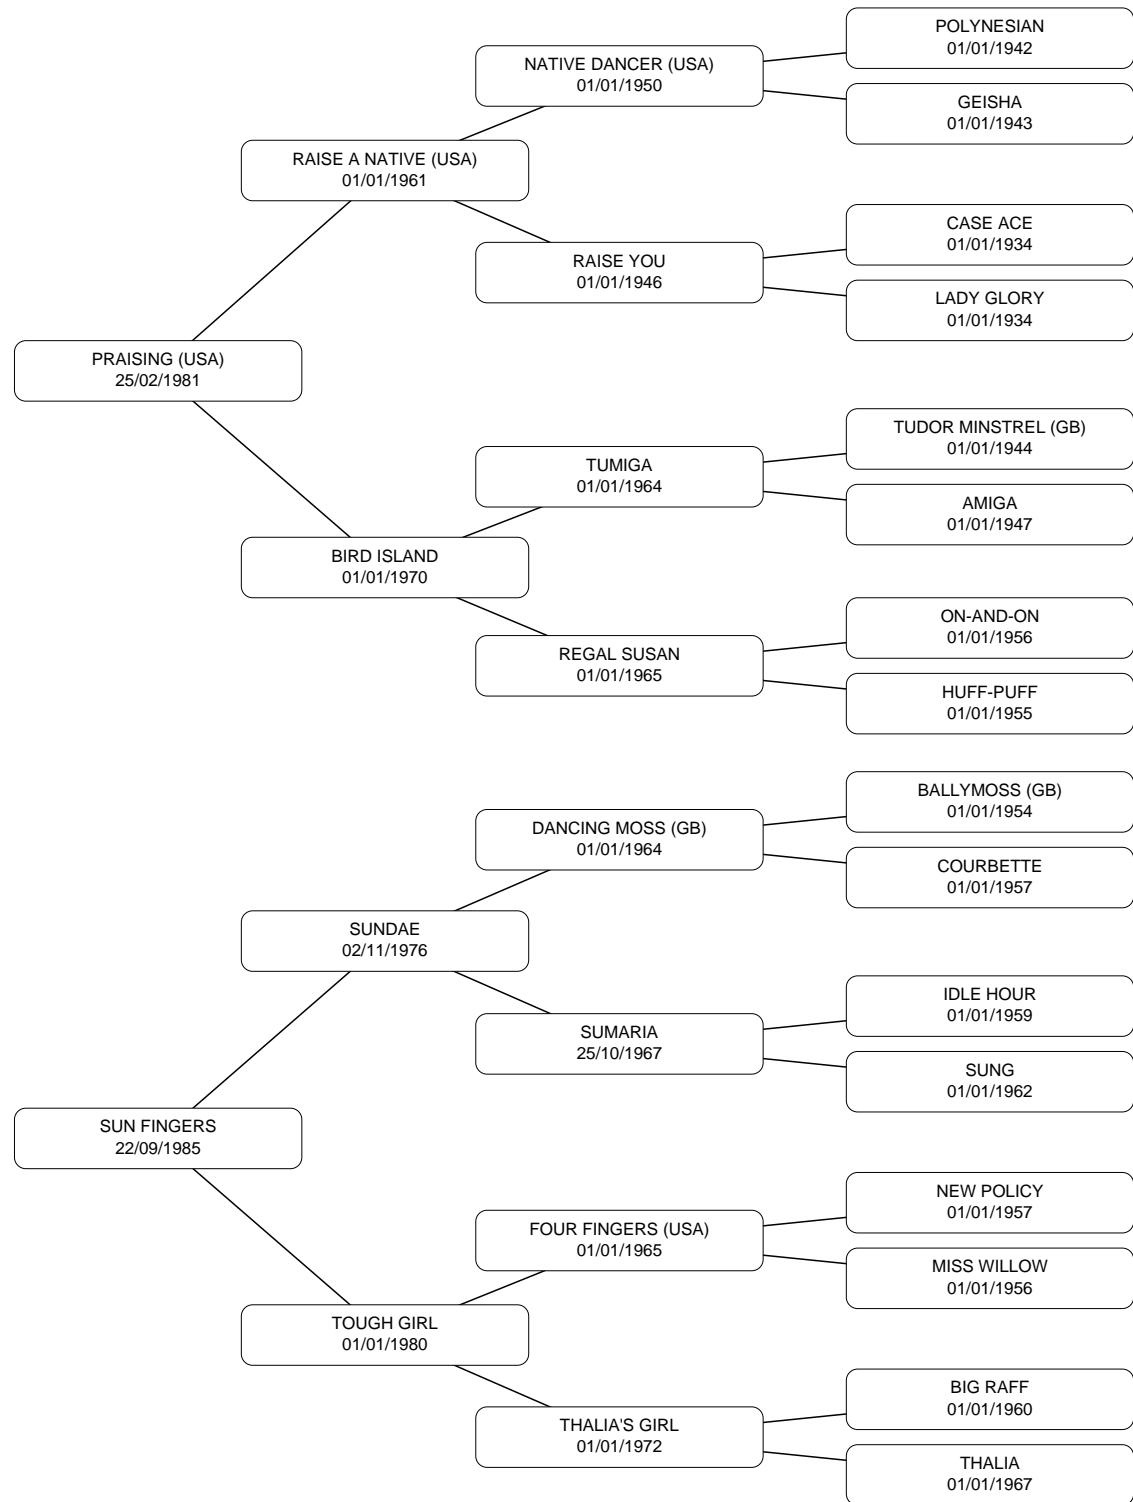 POLYNESIAN
01/01/1942
NATIVE DANCER (USA)
01/01/1950
GEISHA
01/01/1943
RAISE A NATIVE (USA)
01/01/1961
CASE ACE
01/01/1934
RAISE YOU
01/01/1946
LADY GLORY
01/01/1934
PRAISING (USA)
25/02/1981
TUDOR MINSTREL (GB)
01/01/1944
TUMIGA
01/01/1964
AMIGA
01/01/1947
BIRD ISLAND
01/01/1970
ON-AND-ON
01/01/1956
REGAL SUSAN
01/01/1965
HUFF-PUFF
01/01/1955
BALLYMOSS (GB)
01/01/1954
DANCING MOSS (GB)
01/01/1964
COURBETTE
01/01/1957
SUNDAE
02/11/1976
IDLE HOUR
01/01/1959
SUMARIA
25/10/1967
SUNG
01/01/1962
SUN FINGERS
22/09/1985
NEW POLICY
01/01/1957
FOUR FINGERS (USA)
01/01/1965
MISS WILLOW
01/01/1956
TOUGH GIRL
01/01/1980
BIG RAFF
01/01/1960
THALIA'S GIRL
01/01/1972
THALIA
01/01/1967